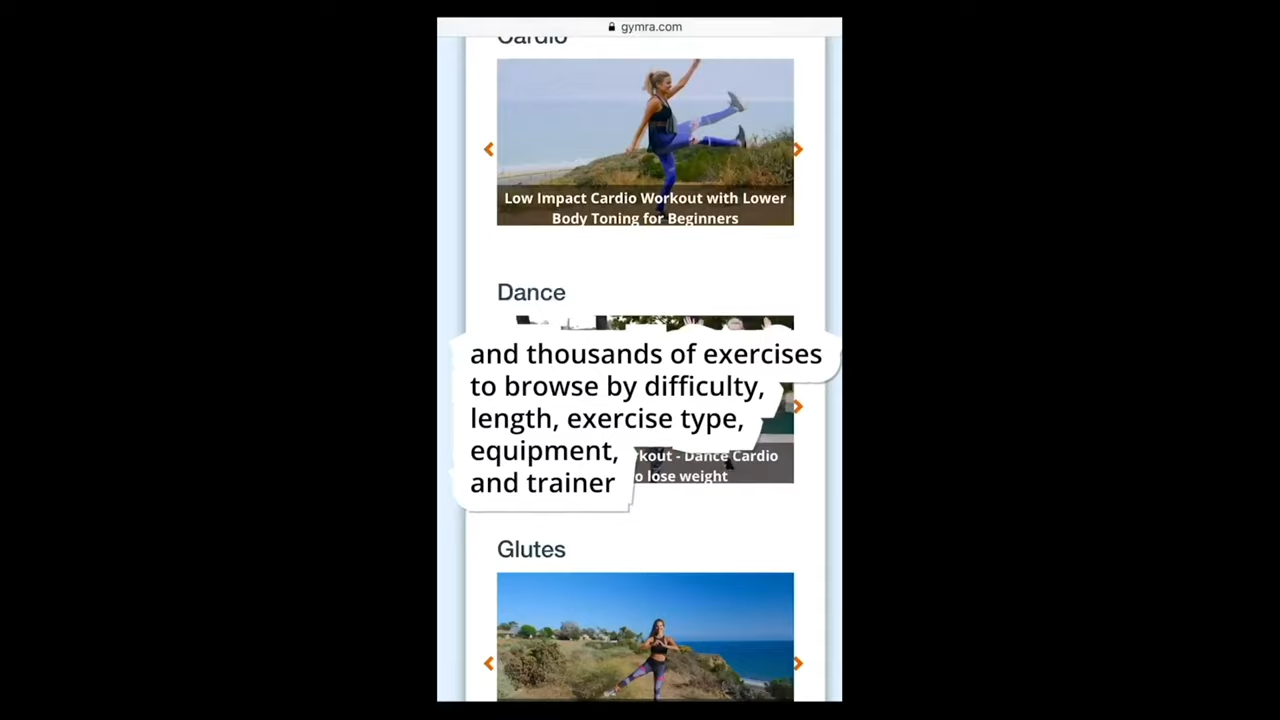 gymra.com
Cardio
Low Impact Cardio Workout with Lower
Body Toning for Beginners
Dance
and thousands of exercises
to browse by difficulty,
length, exercise type,
equipment,
and trainer
- Dance Cardio
lose weight
Glutes